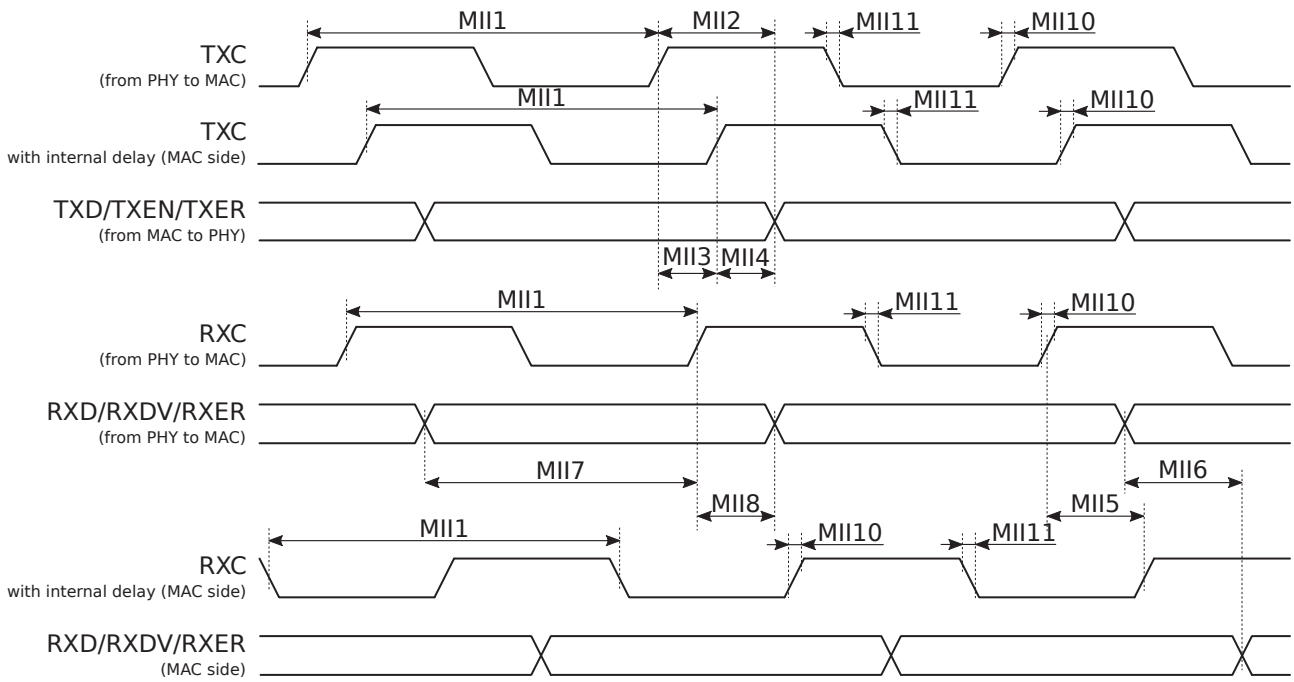 MII1 MII2 MII11 MII10
TXC
(from PHY to MAC)
MII1 MII11 MII10
TXC
with internal delay (MAC side)
TXD/TXEN/TXER
(from MAC to PHY)
MII3 MII4
MII1 MII11 MII10
RXC
(from PHY to MAC)
RXD/RXDV/RXER
(from PHY to MAC)
MII7 MII6
MII8 MII5
MII1 MII10 MII11
RXC
with internal delay (MAC side)
RXD/RXDV/RXER
(MAC side)